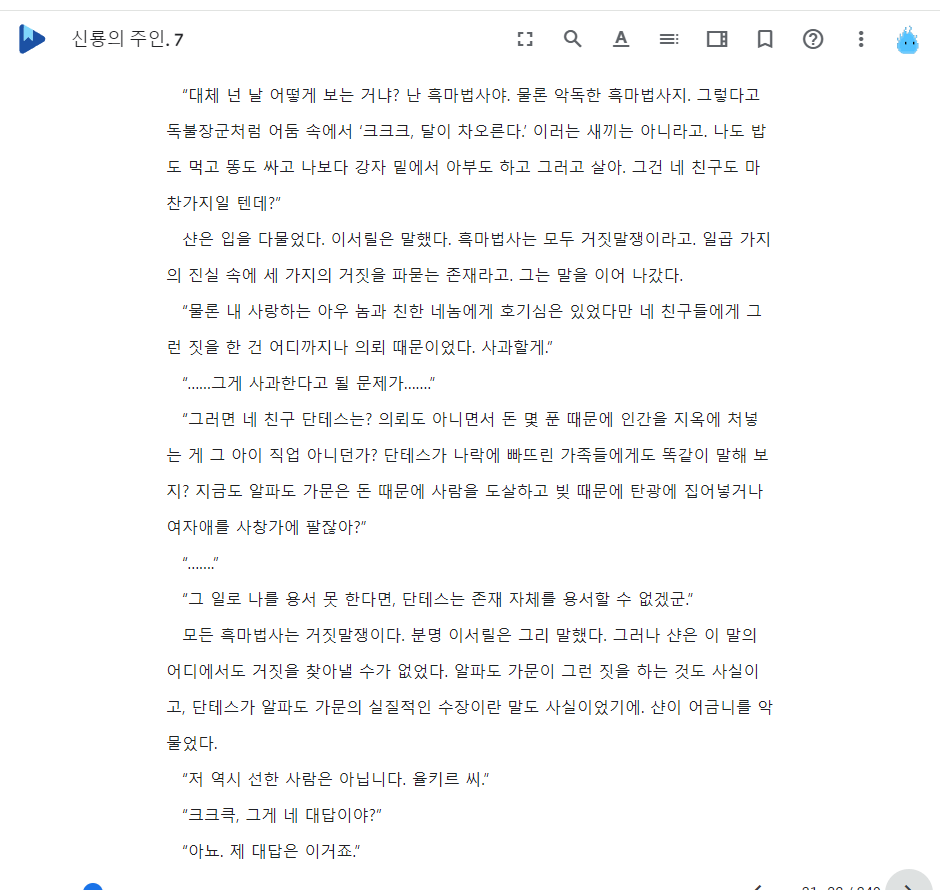 신룡의 주인. 7
“대체 넌 날 어떻게 보는 거냐? 난 흑마법사야. 물론 악독한 흑마법사지. 그렇다고
독불장군처럼 어둠 속에서 ‘크크크, 달이 차오른다.’ 이러는 새끼는 아니라고. 나도 밥
도 먹고 똥도 싸고 나보다 강자 밑에서 아부도 하고 그러고 살아. 그건 네 친구도 마
찬가지일 텐데?”
샨은 입을 다물었다. 이서릴은 말했다. 흑마법사는 모두 거짓말쟁이라고. 일곱 가지
의 진실 속에 세 가지의 거짓을 파묻는 존재라고. 그는 말을 이어 나갔다.
“물론 내 사랑하는 아우 놈과 친한 네놈에게 호기심은 있었다만 네 친구들에게 그
런 짓을 한 건 어디까지나 의뢰 때문이었다. 사과할게.”
“......그게 사과한다고 될 문제가.......”
“그러면 네 친구 단테스는? 의뢰도 아니면서 돈 몇 푼 때문에 인간을 지옥에 처넣
는 게 그 아이 직업 아니던가? 단테스가 나락에 빠뜨린 가족들에게도 똑같이 말해 보
지? 지금도 알파도 가문은 돈 때문에 사람을 도살하고 빚 때문에 탄광에 집어넣거나
여자애를 사창가에 팔잖아?”
“.......”
“그 일로 나를 용서 못 한다면, 단테스는 존재 자체를 용서할 수 없겠군.”
모든 흑마법사는 거짓말쟁이다. 분명 이서릴은 그리 말했다. 그러나 샨은 이 말의
어디에서도 거짓을 찾아낼 수가 없었다. 알파도 가문이 그런 짓을 하는 것도 사실이
고, 단테스가 알파도 가문의 실질적인 수장이란 말도 사실이었기에. 샨이 어금니를 악
물었다.
“저 역시 선한 사람은 아닙니다. 율키르 씨.”
“크크큭, 그게 네 대답이야?”
“아뇨. 제 대답은 이거죠.”